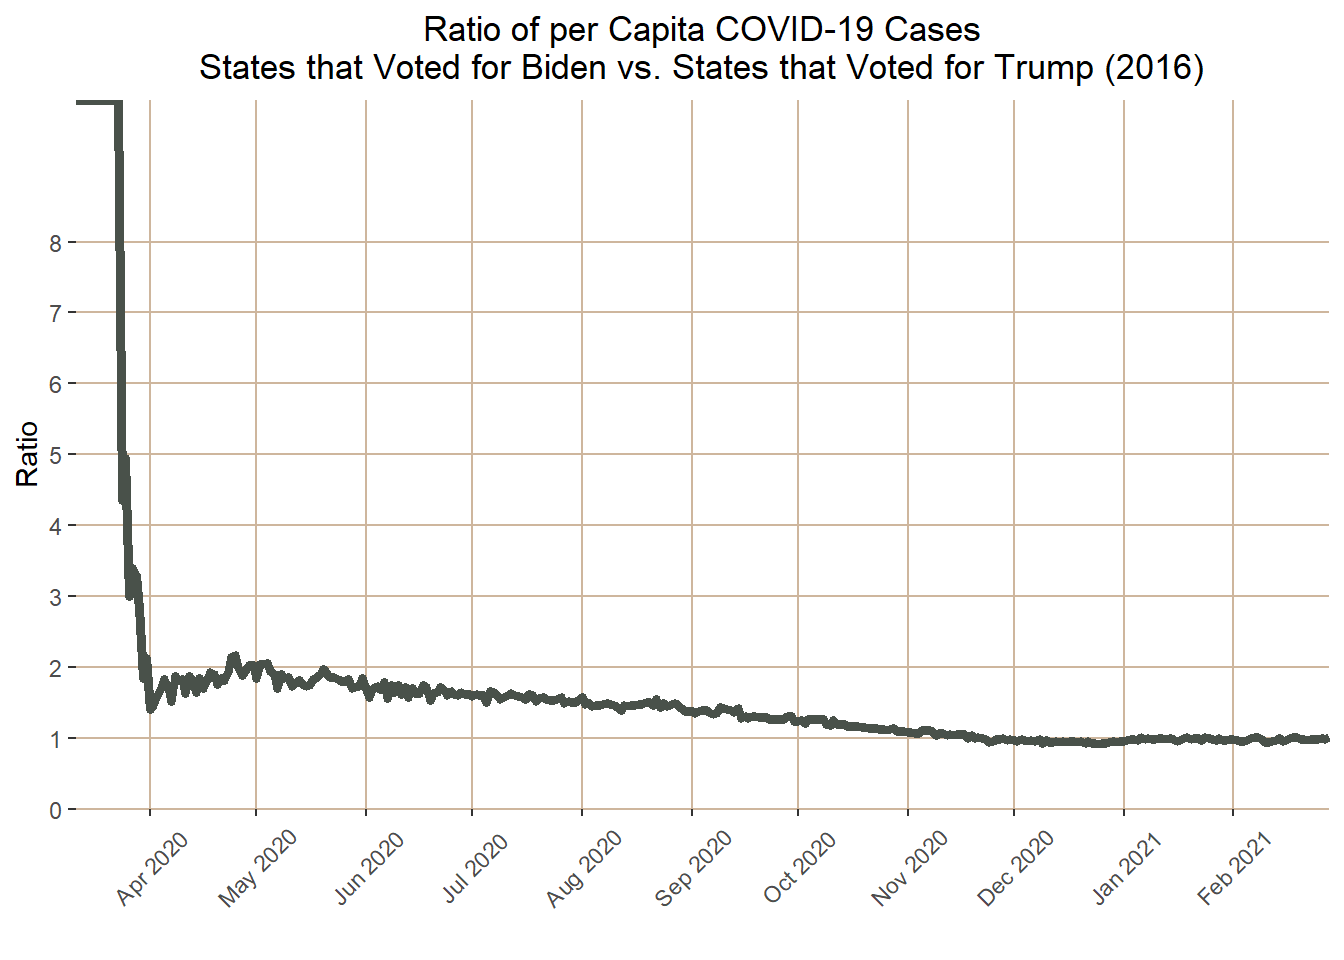 Ratio of per Capita COVID-19 Cases
States that Voted for Biden vs. States that Voted for Trump (2016)
Ratio
8
7
6
5
4
3
2
1
0
Apr 2020
May 2020
Jun 2020
Jul 2020
Aug 2020
Sep 2020
Oct 2020
Nov 2020
Dec 2020
Jan 2021
Feb 2021